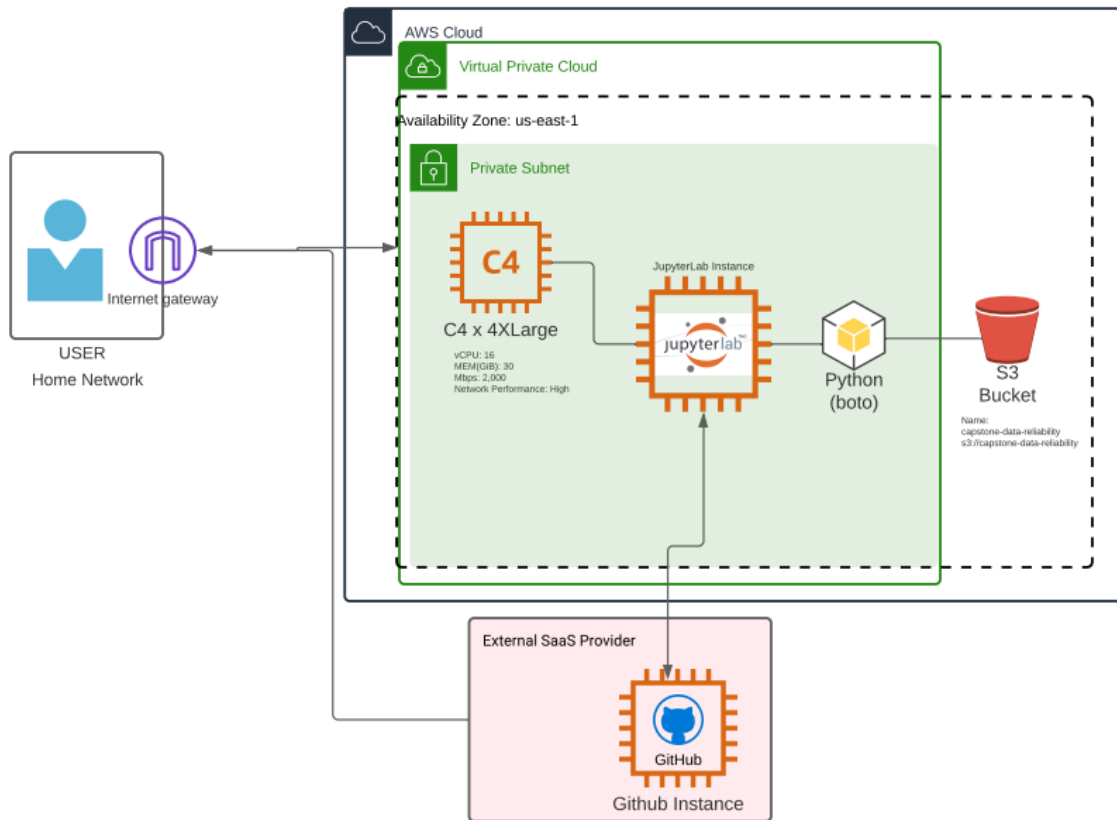 AWS Cloud
Virtual Private Cloud
Availability Zone: us-east-1
Private Subnet
C4
C4 x 4XLarge
vCPU: 16
MEM(GiB): 30
Mbps: 2,000
Network Performance: High
JupyterLab Instance
jupyterlab
Python
(boto)
S3
Bucket
Name:
capstone-data-reliability
s3://capstone-data-reliability
Internet gateway
USER
Home Network
External SaaS Provider
GitHub
Github Instance